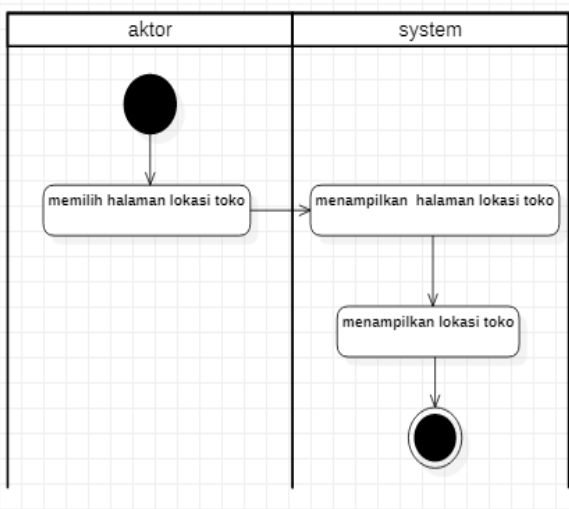 aktor
system
memilih halaman lokasi toko
menampilkan  halaman lokasi toko
menampilkan lokasi toko